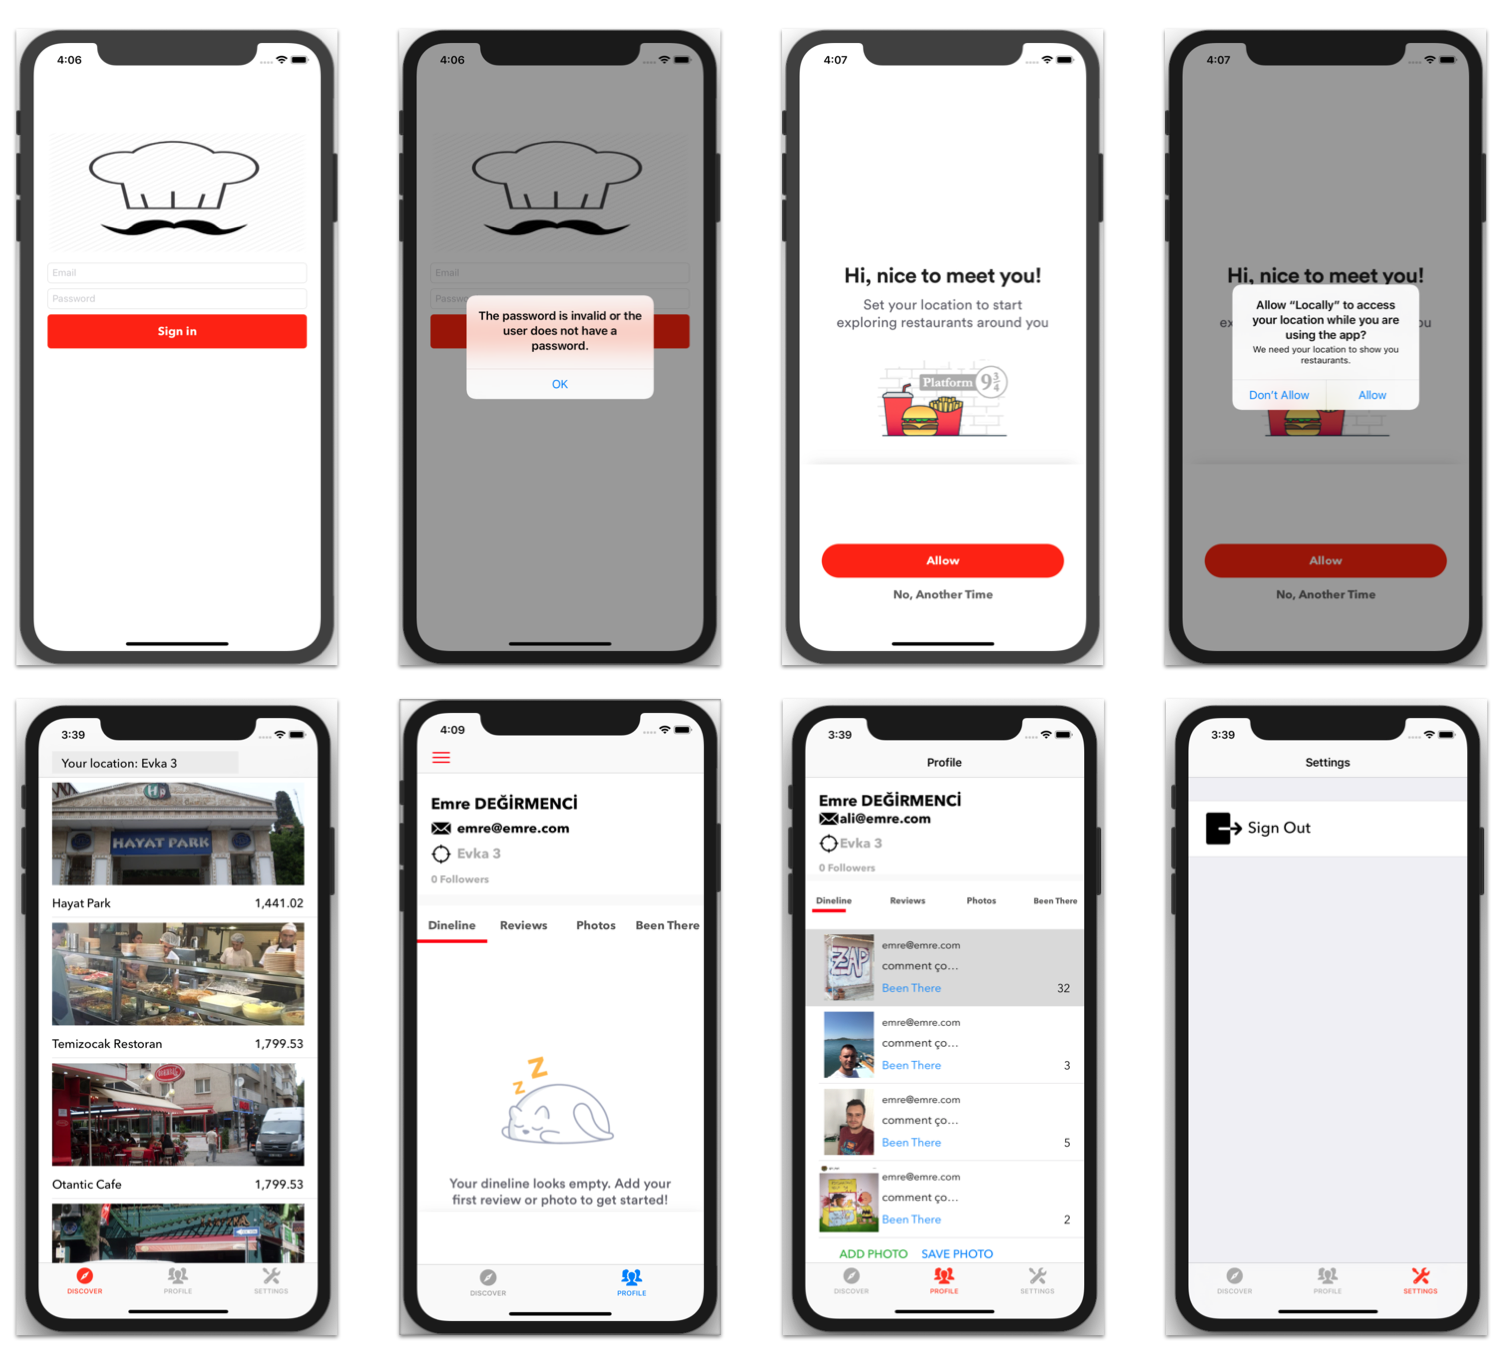 4:06
Email
Password
Sign in
4:06
Email
Passwo
The password is invalid or the
user does not have a
password.
OK
4:07
Hi, nice to meet you!
Set your location to start
exploring restaurants around you
Platform 9 3/4
Allow
No, Another Time
4:07
Hi, nice to meet you!
ex
ou
Allow “Locally” to access
your location while you are
using the app?
We need your location to show you
restaurants.
Don't Allow
Allow
Allow
No, Another Time
3:39
Your location: Evka 3
Hp
HAYAT PARK
Hayat Park
1,441.02
Temizocak Restoran
1,799.53
Otantic Cafe
1,799.53
DISCOVER
PROFILE
SETTINGS
4:09
Emre DEĞİRMENCİ
emre@emre.com
Evka 3
0 Followers
Dineline
Reviews
Photos
Been There
z
z
Your dineline looks empty. Add your
first review or photo to get started!
DISCOVER
PROFILE
3:39
Profile
Emre DEĞİRMENCİ
ali@emre.com
Evka 3
0 Followers
Dineline
Reviews
Photos
Been There
ZAP
emre@emre.com
comment ço...
Been There
32
emre@emre.com
comment ço...
Been There
3
emre@emre.com
comment ço...
Been There
5
emre@emre.com
comment ço...
Been There
2
ADD PHOTO
SAVE PHOTO
DISCOVER
PROFILE
SETTINGS
3:39
Settings
Sign Out
DISCOVER
PROFILE
SETTINGS